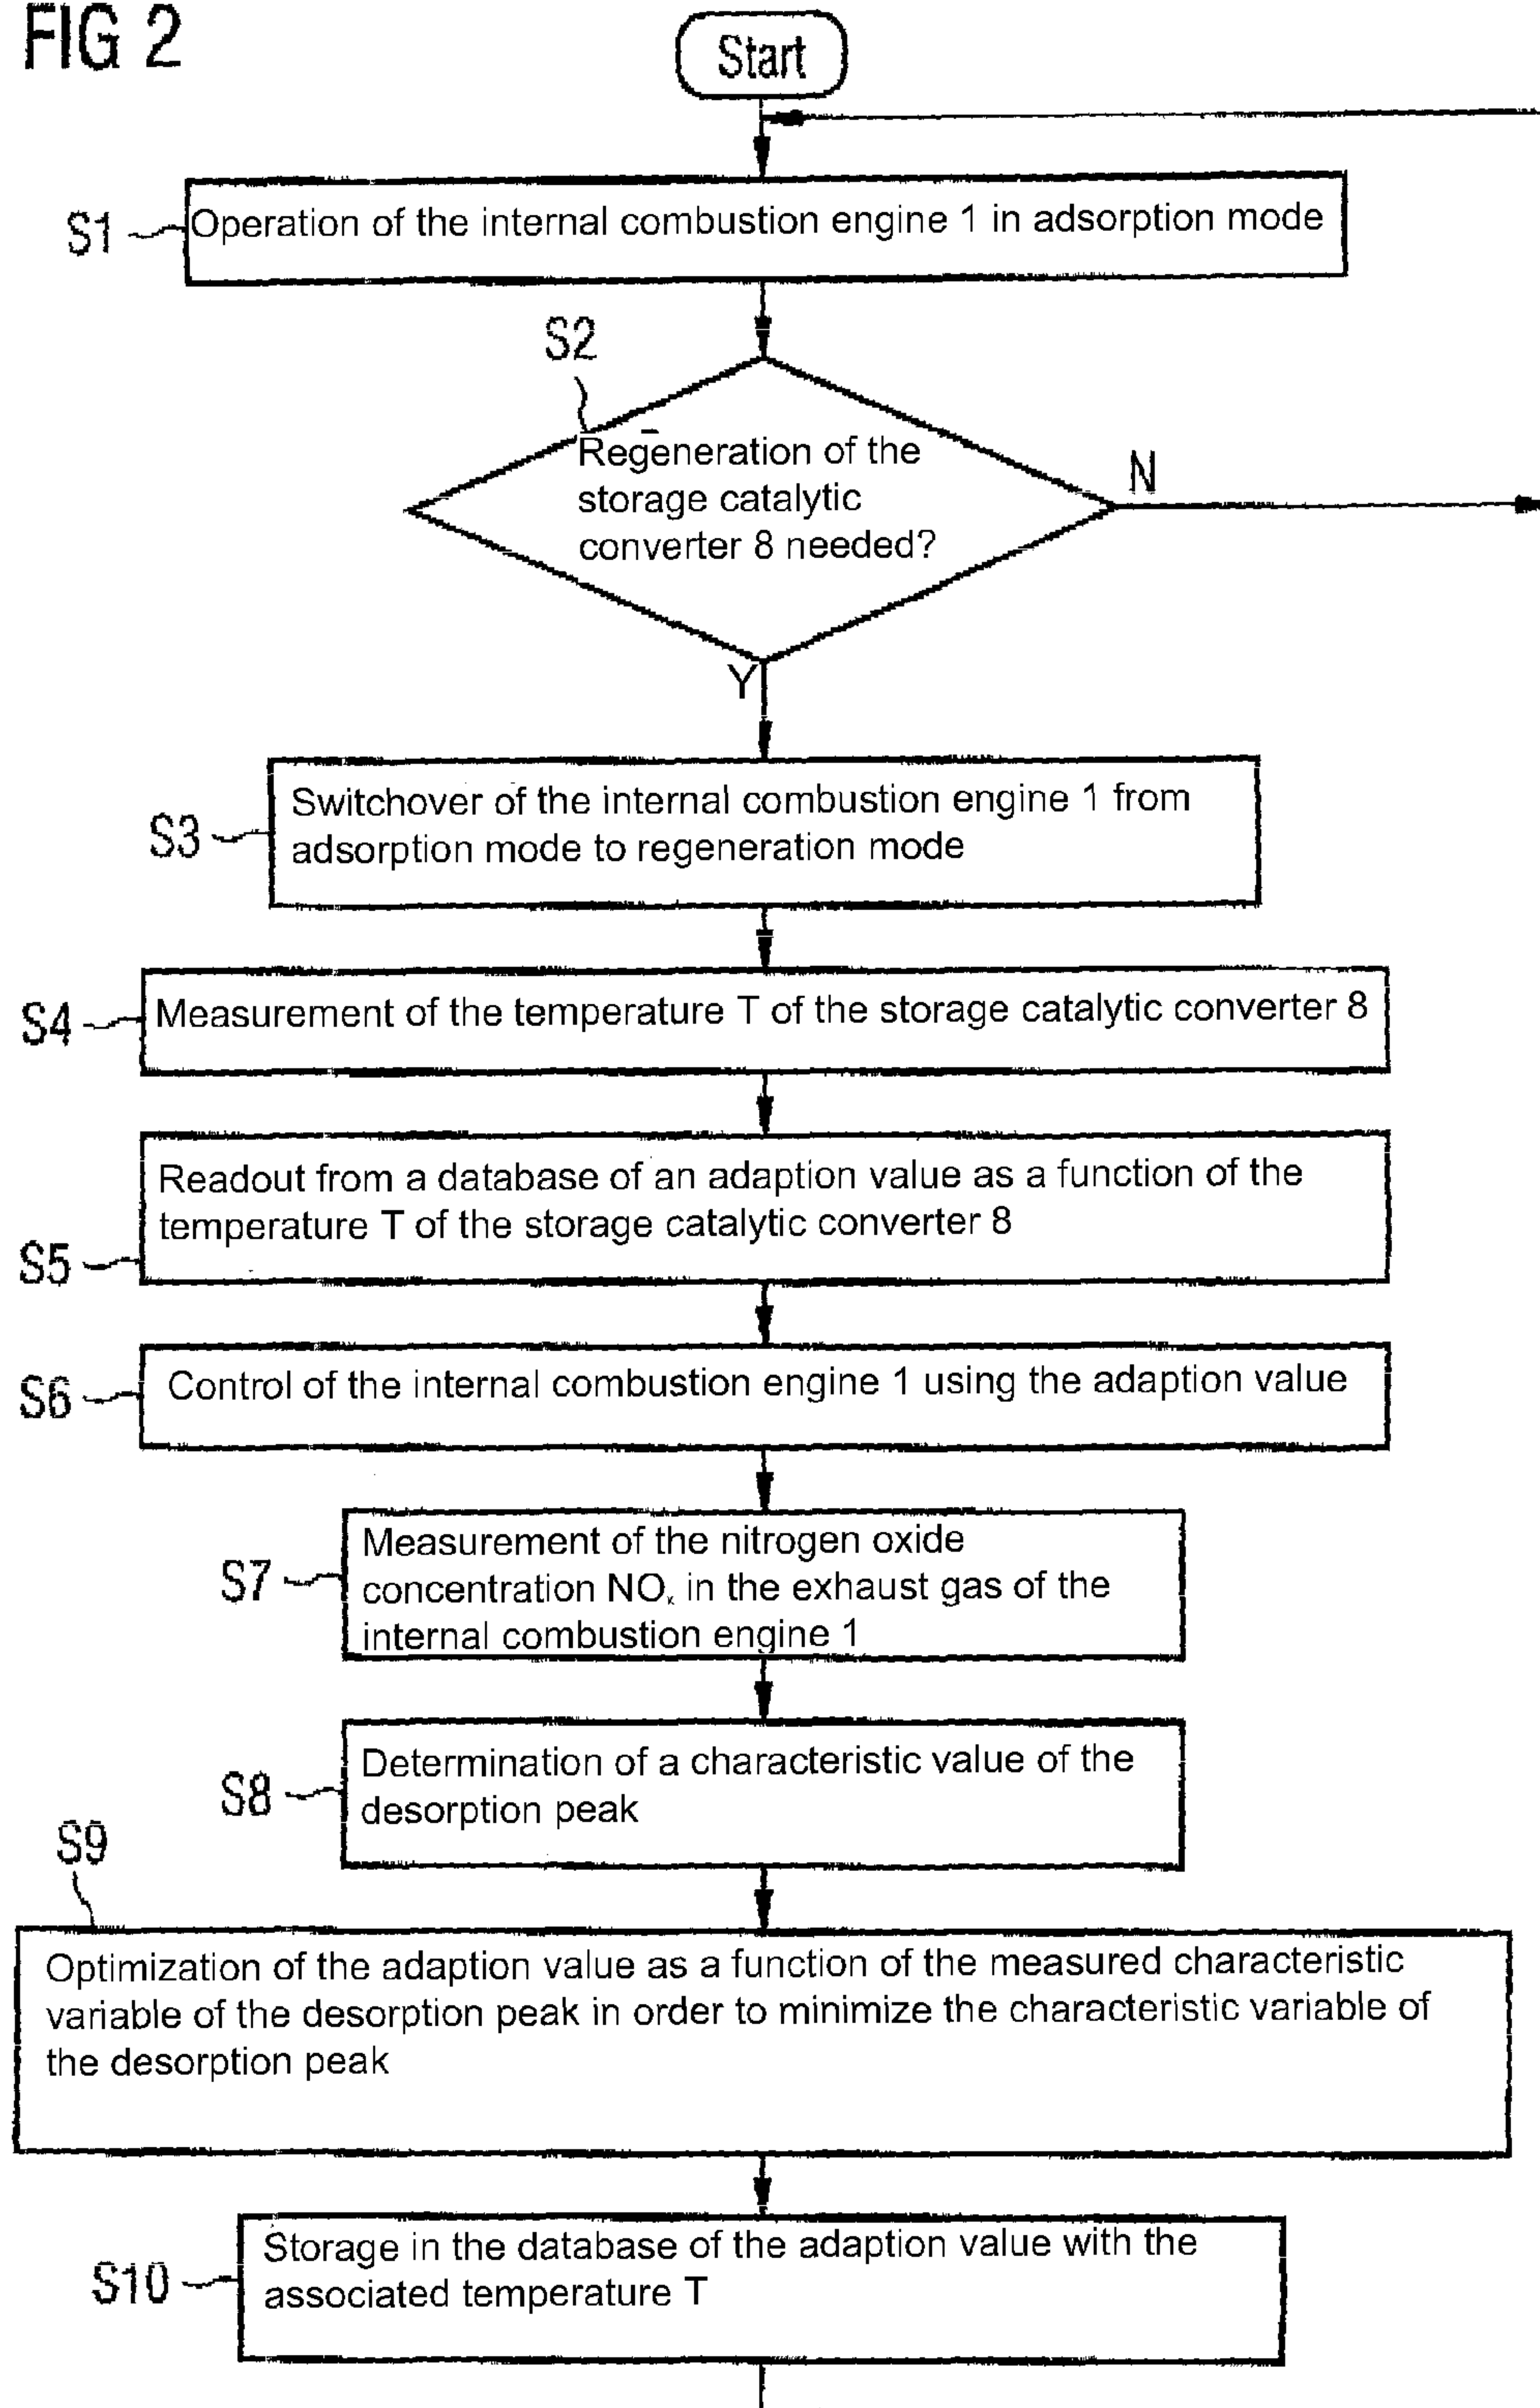 FIG 2
Start
S1
Operation of the internal combustion engine 1 in adsorption mode
S2
Regeneration of the
storage catalytic
converter 8 needed?
N
Y
S3
Switchover of the internal combustion engine 1 from
adsorption mode to regeneration mode
S4
Measurement of the temperature T of the storage catalytic converter 8
S5
Readout from a database of an adaption value as a function of the
temperature T of the storage catalytic converter 8
S6
Control of the internal combustion engine 1 using the adaption value
S7
Measurement of the nitrogen oxide
concentration NOₓ in the exhaust gas of the
internal combustion engine 1
S8
Determination of a characteristic value of the
desorption peak
S9
Optimization of the adaption value as a function of the measured characteristic
variable of the desorption peak in order to minimize the characteristic variable of
the desorption peak
S10
Storage in the database of the adaption value with the
associated temperature T